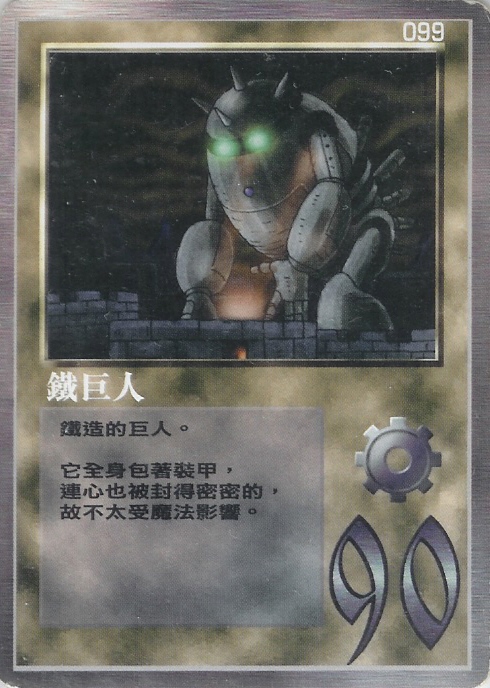 099
鐵巨人
鐵造的巨人。
它全身包著裝甲，
連心也被封得密密的，
故不太受魔法影響。
90